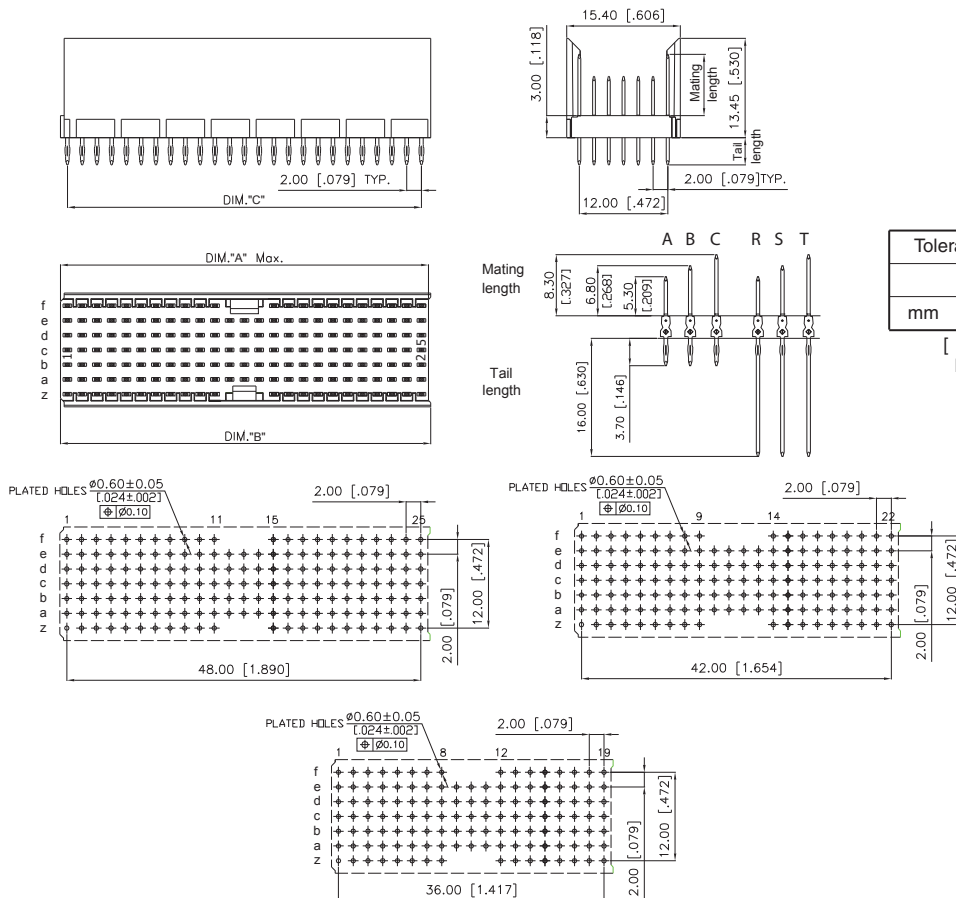 15.40 [.606]
3.00 [.118]
Mating
length
13.45 [.530]
Tail
length
2.00 [.079] TYP.
DIM."C"
2.00 [.079]TYP.
12.00 [.472]
DIM."A" Max.
f
e
d
c
b
a
z
1
25
DIM."B"
A B C R S T
Mating
length
8.30
[.327]
6.80
[.268]
5.30
[.209]
Tail
length
16.00 [.630]
3.70 [.146]
mm
[
PLATED HOLES
ø0.60±0.05
[.024±.002]
Ø0.10
2.00 [.079]
1 11 15 25
f
e
d
c
b
a
z
2.00 [.079]
12.00 [.472]
48.00 [1.890]
PLATED HOLES
ø0.60±0.05
[.024±.002]
Ø0.10
2.00 [.079]
1 9 14 22
f
e
d
c
b
a
z
2.00 [.079]
12.00 [.472]
42.00 [1.654]
PLATED HOLES
ø0.60±0.05
[.024±.002]
Ø0.10
2.00 [.079]
1 8 12 19
f
e
d
c
b
a
z
2.00 [.079]
12.00 [.472]
36.00 [1.417]